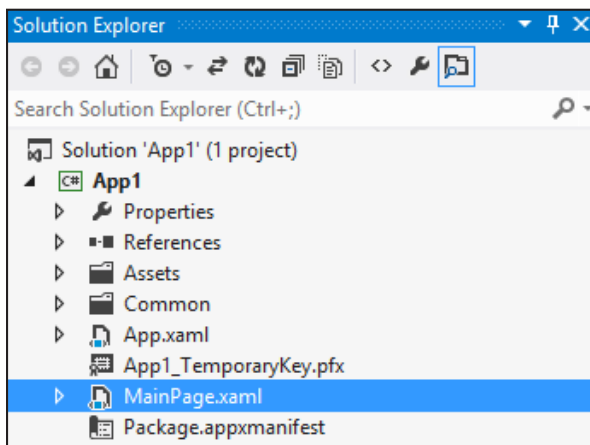 Solution Explorer
Search Solution Explorer (Ctrl+;)
Solution 'App1' (1 project)
C# App1
Properties
References
Assets
Common
App.xaml
App1_TemporaryKey.pfx
MainPage.xaml
Package.appxmanifest